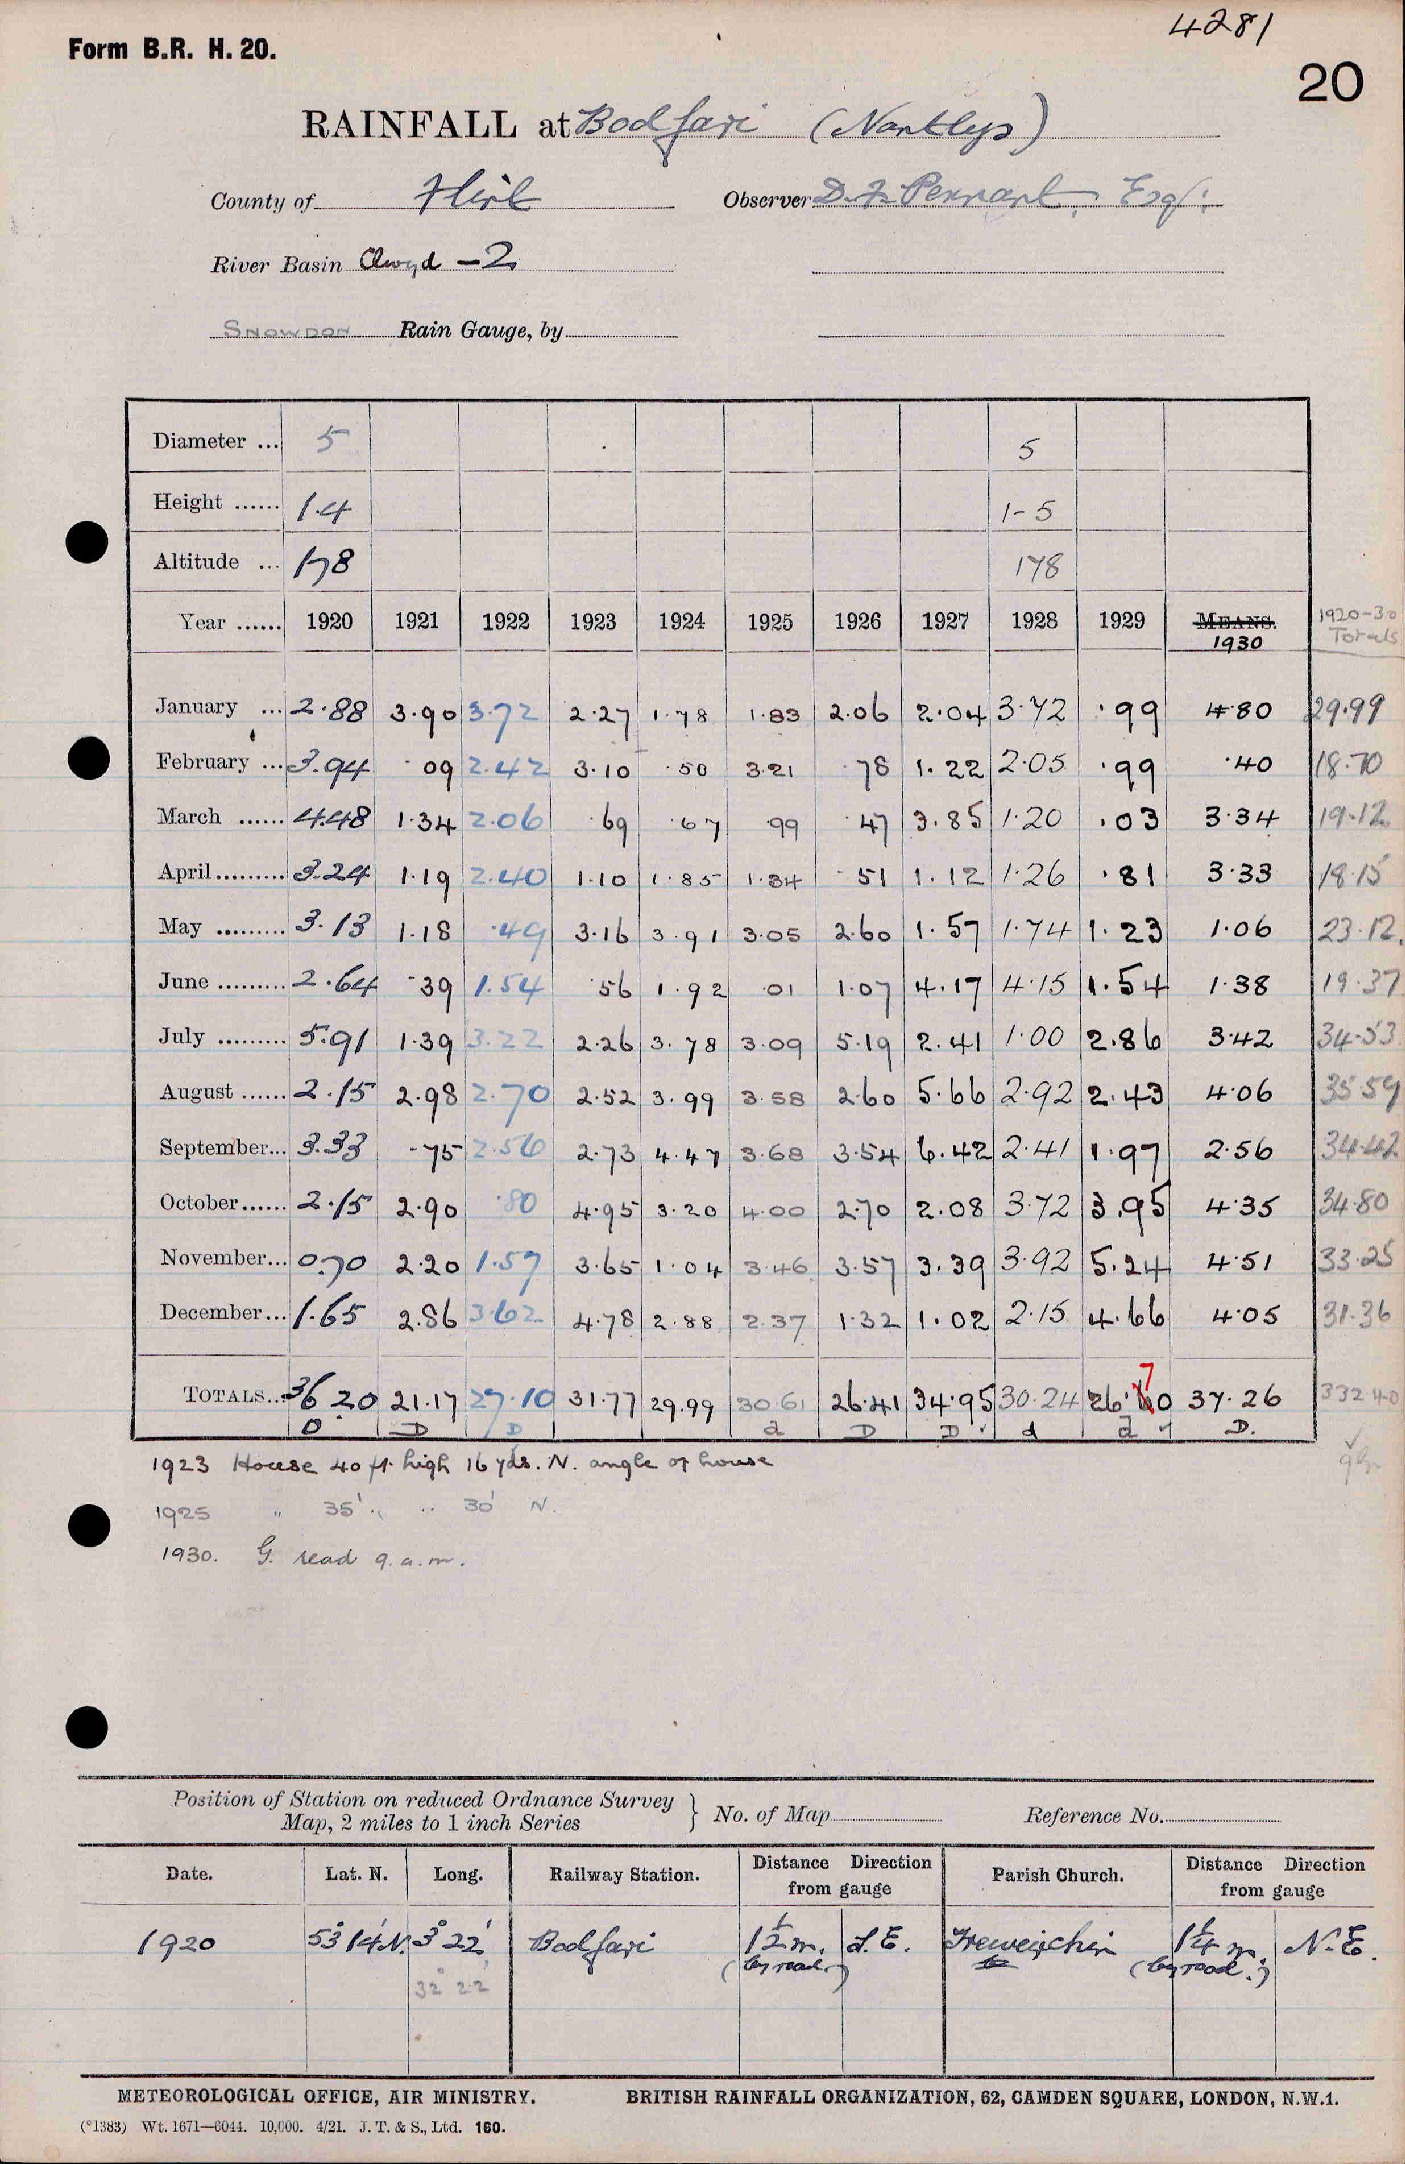 4281
Form B.R. H. 20.
20
RAINFALL at Bodfari (Nantlys)
County of Flint Observer D. F. Pennant, Esq:
River Basin Clwyd -2
SNOWDON Rain Gauge, by
Diameter ... 5 5
Height ...... 1.4 1-5
Altitude ... 178 178
Year ...... 1920 1921 1922 1923 1924 1925 1926 1927 1928 1929 MEANS. 1930 1920-30 Totals
January ... 2.88 3.90 3.72 2.27 1.78 1.83 2.06 2.04 3.72 .99 4.80 29.99
February ... 3.94 .09 2.42 3.10 .50 3.21 .78 1.22 2.05 .99 .40 18.70
March ...... 4.48 1.34 2.06 .69 .67 .99 .47 3.85 1.20 .03 3.34 19.12
April ......... 3.24 1.19 2.40 1.10 1.85 1.34 .51 1.12 1.26 .81 3.33 18.15
May ......... 3.13 1.18 .49 3.16 3.91 3.05 2.60 1.57 1.74 1.23 1.06 23.12
June ......... 2.64 .39 1.54 .56 1.92 .01 1.07 4.17 4.15 1.54 1.38 19.37
July ......... 5.91 1.39 3.22 2.26 3.78 3.09 5.19 2.41 1.00 2.86 3.42 34.53
August ...... 2.15 2.98 2.70 2.52 3.99 3.58 2.60 5.66 2.92 2.43 4.06 35.59
September... 3.33 .75 2.56 2.73 4.47 3.68 3.54 6.42 2.41 1.97 2.56 34.42
October...... 2.15 2.90 .80 4.95 3.20 4.00 2.70 2.08 3.72 3.95 4.35 34.80
November... 0.70 2.20 1.57 3.65 1.04 3.46 3.57 3.39 3.92 5.24 4.51 33.25
December... 1.65 2.86 3.62 4.78 2.88 2.37 1.32 1.02 2.15 4.66 4.05 31.36
7
TOTALS... 36.20 21.17 27.10 31.77 29.99 30.61 26.41 34.95 30.24 26.60 37.26 332.40
D D D d D D d d D.
1923 House 40 ft. high 16 yds. N. angle of house
1925 " 35' " .. 30' N.
1930. G. read 9. a.m.
Position of Station on reduced Ordnance Survey
Map, 2 miles to 1 inch Series } No. of Map Reference No.
Date. Lat. N. Long. Railway Station. Distance Direction from gauge Parish Church. Distance Direction from gauge
1920 53° 14' N. 3° 22' Bodfari 1½ m. (by road.) S.E. Tremeirchion 1¼ m. (by road.) N.E.
32° 22'
METEOROLOGICAL OFFICE, AIR MINISTRY. BRITISH RAINFALL ORGANIZATION, 62, CAMDEN SQUARE, LONDON, N.W.1.
(*1383) Wt. 1671—6044. 10,000. 4/21. J. T. & S., Ltd. 160.